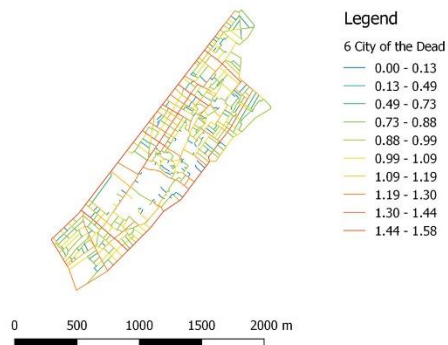 Legend
6 City of the Dead
0.00 - 0.13
0.13 - 0.49
0.49 - 0.73
0.73 - 0.88
0.88 - 0.99
0.99 - 1.09
1.09 - 1.19
1.19 - 1.30
1.30 - 1.44
1.44 - 1.58
0 500 1000 1500 2000 m